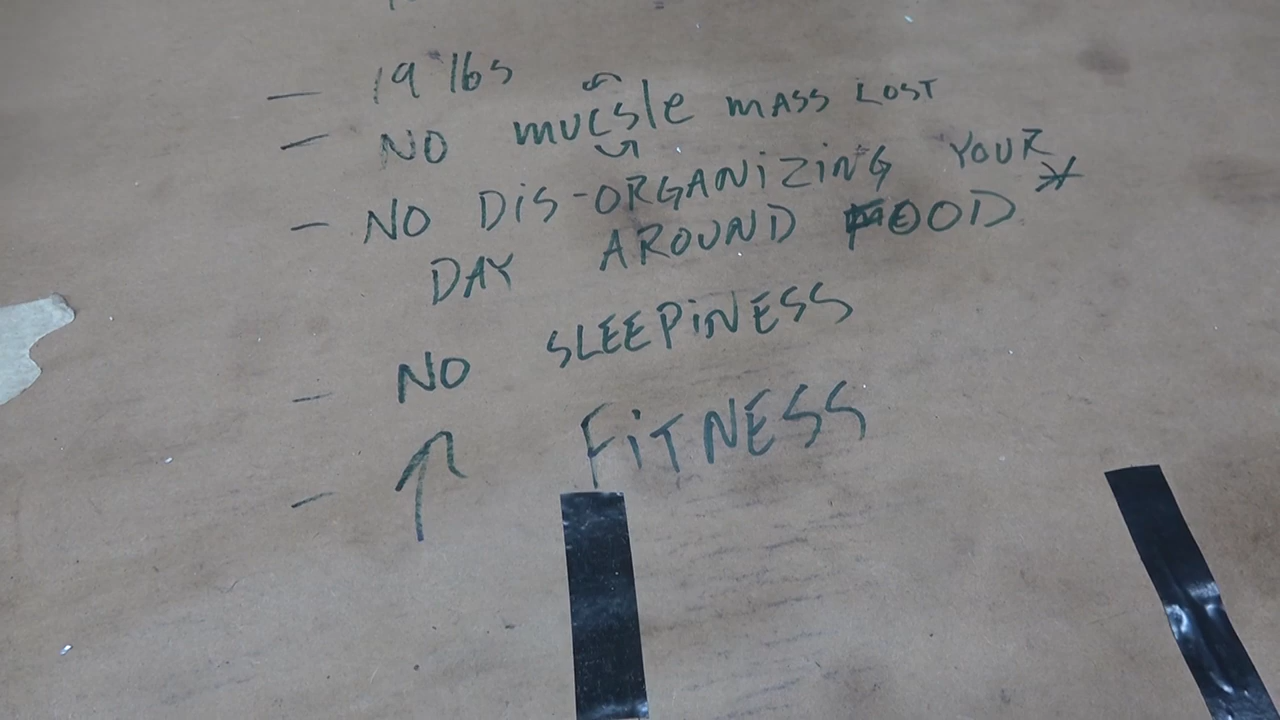 - 19 lbs
- NO mucsle mASS LOST
- NO DiS-ORGANiZiNG YOUR
DAY AROUND FOOD *
- NO SLEEPiNESS
- ↑ FiTNESS